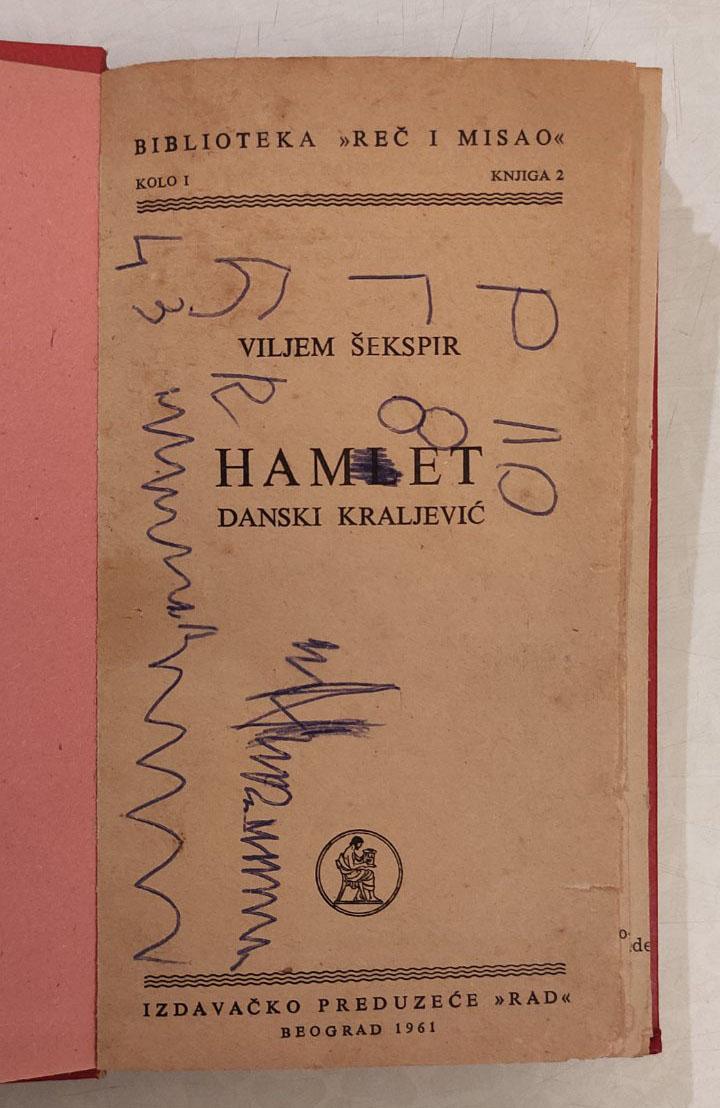 BIBLIOTEKA »REČ I MISAO«
KOLO I KNJIGA 2
VILJEM ŠEKSPIR
HAMLET
DANSKI KRALJEVIĆ
IZDAVAČKO PREDUZEĆE »RAD«
BEOGRAD 1961